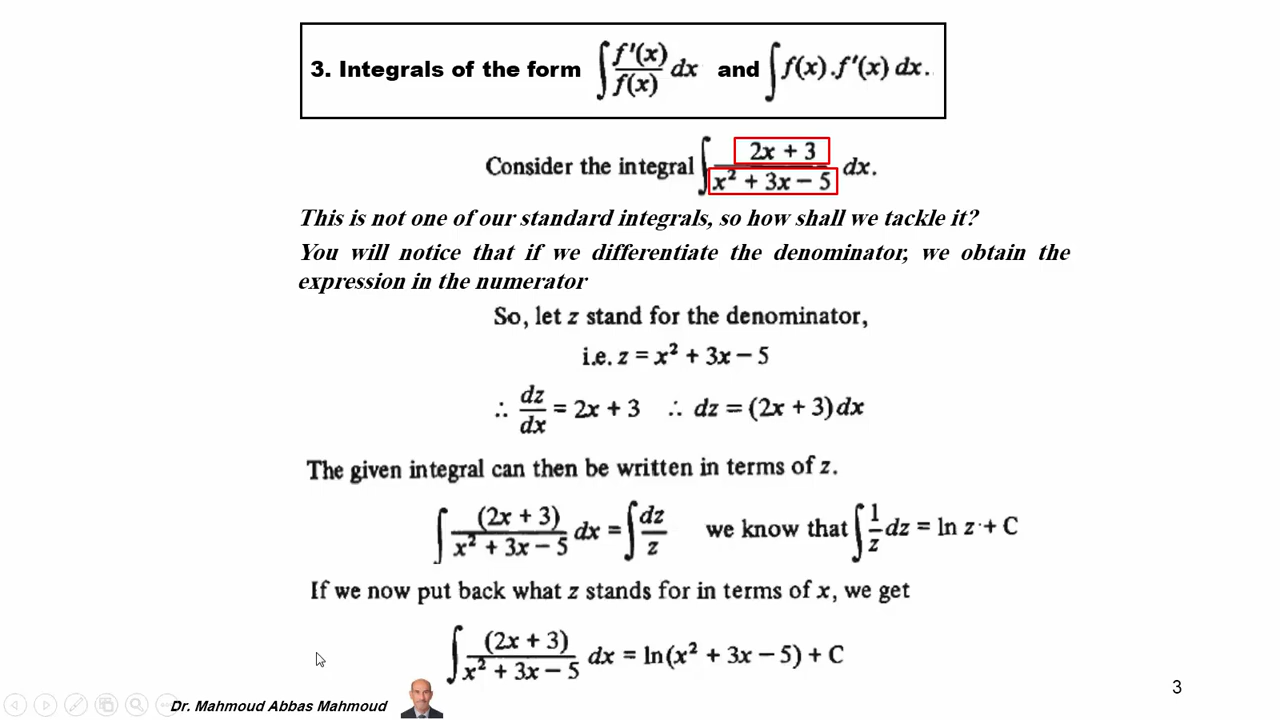 3. Integrals of the form ∫ f'(x)/f(x) dx and ∫ f(x).f'(x) dx.
Consider the integral ∫ (2x + 3)/(x² + 3x − 5) dx.
This is not one of our standard integrals, so how shall we tackle it?
You will notice that if we differentiate the denominator, we obtain the
expression in the numerator
So, let z stand for the denominator,
i.e. z = x² + 3x − 5
∴ dz/dx = 2x + 3 ∴ dz = (2x + 3)dx
The given integral can then be written in terms of z.
∫ (2x + 3)/(x² + 3x − 5) dx = ∫ dz/z we know that ∫ 1/z dz = ln z + C
If we now put back what z stands for in terms of x, we get
∫ (2x + 3)/(x² + 3x − 5) dx = ln(x² + 3x − 5) + C
Dr. Mahmoud Abbas Mahmoud
3